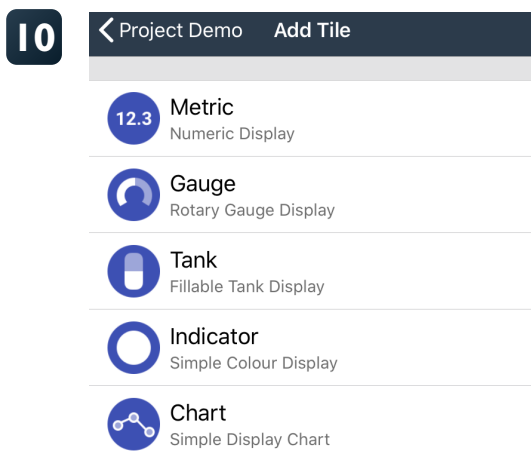 10
Project Demo Add Tile
12.3
Metric
Numeric Display
Gauge
Rotary Gauge Display
Tank
Fillable Tank Display
Indicator
Simple Colour Display
Chart
Simple Display Chart